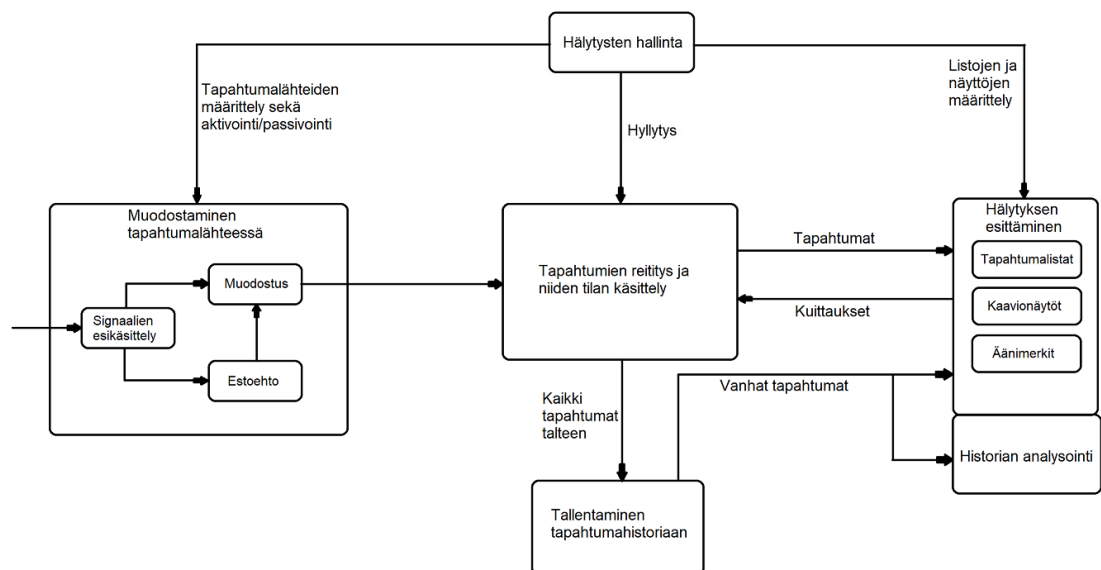 Hälytysten hallinta
Tapahtumalähteiden
määrittely sekä
aktivointi/passivointi
Hyllytys
Listojen ja
näyttöjen
määrittely
Muodostaminen
tapahtumalähteessä
Muodostus
Signaalien
esikäsittely
Estoehto
Tapahtumien reititys ja
niiden tilan käsittely
Tapahtumat
Kuittaukset
Hälytyksen
esittäminen
Tapahtumalistat
Kaavionäytöt
Äänimerkit
Vanhat tapahtumat
Kaikki
tapahtumat
talteen
Historian analysointi
Tallentaminen
tapahtumahistoriaan